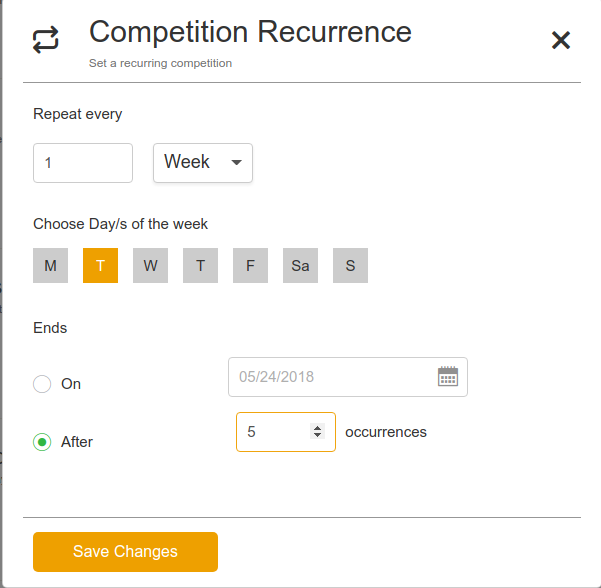 Competition Recurrence
Set a recurring competition
Repeat every
1 Week
Choose Day/s of the week
M T W T F Sa S
Ends
On 05/24/2018
After 5 occurrences
Save Changes